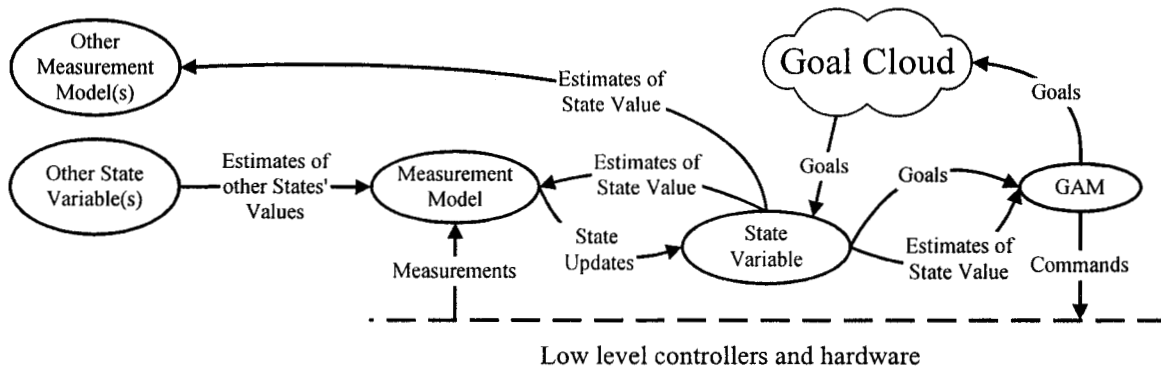 Other
Measurement
Model(s)
Estimates of
State Value
Goal Cloud
Goals
Other State
Variable(s)
Estimates of
other States'
Values
Measurement
Model
Estimates of
State Value
Goals
Goals
GAM
State
Updates
State
Variable
Estimates of
State Value
Measurements
Commands
Low level controllers and hardware